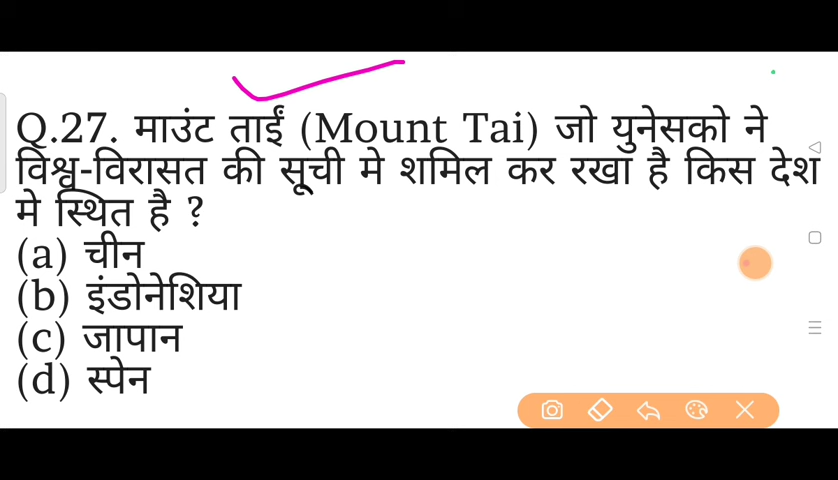 Q.27. माउंट ताईं (Mount Tai) जो युनेसको ने
विश्व-विरासत की सूची मे शमिल कर रखा है किस देश
मे स्थित है ?
(a) चीन
(b) इंडोनेशिया
(c) जापान
(d) स्पेन